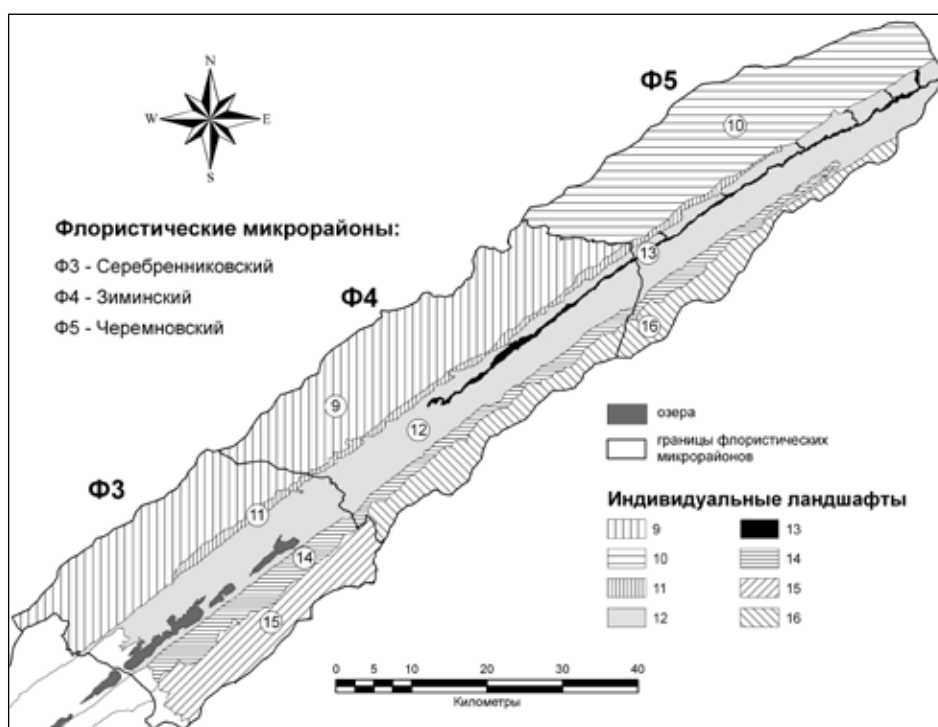 N
W E
S
Ф5
10
Флористические микрорайоны:
Ф3 - Серебренниковский
Ф4 - Зиминский
Ф5 - Черемновский
13
Ф4
16
9
12
озера
границы флористических
микрорайонов
Ф3
11
14
15
Индивидуальные ландшафты
9 13
10 14
11 15
12 16
0 5 10 20 30 40
Километры